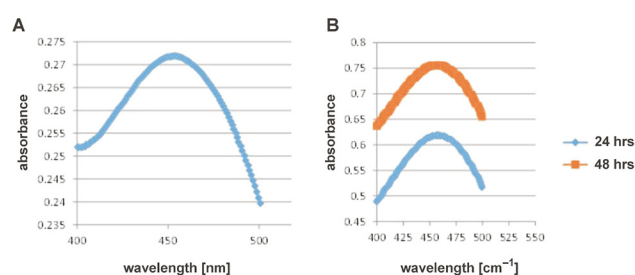 A
absorbance
0.275
0.27
0.265
0.26
0.255
0.25
0.245
0.24
0.235
400
450
500
wavelength [nm]
B
absorbance
0.8
0.75
0.7
0.65
0.6
0.55
0.5
0.45
400 425 450 475 500 525 550
wavelength [cm⁻¹]
24 hrs
48 hrs